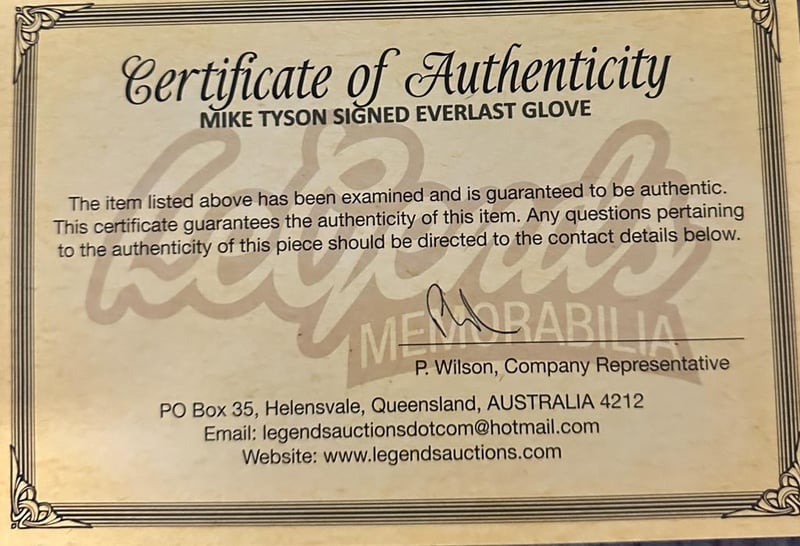 Certificate of Authenticity
MIKE TYSON SIGNED EVERLAST GLOVE
Legends
MEMORABILIA
The item listed above has been examined and is guaranteed to be authentic.
This certificate guarantees the authenticity of this item. Any questions pertaining
to the authenticity of this piece should be directed to the contact details below.
P. Wilson, Company Representative
PO Box 35, Helensvale, Queensland, AUSTRALIA 4212
Email: legendsauctionsdotcom@hotmail.com
Website: www.legendsauctions.com